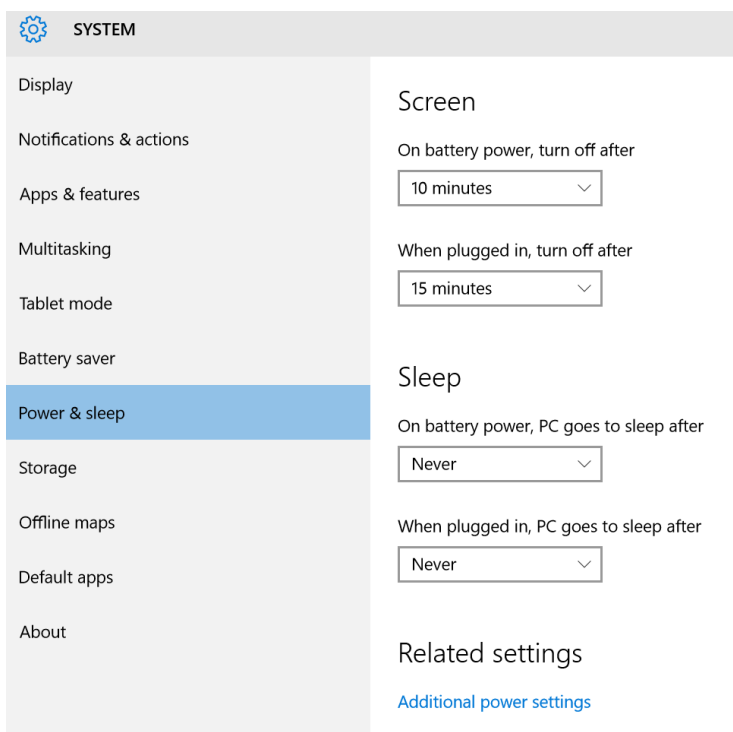 SYSTEM
Display
Notifications & actions
Apps & features
Multitasking
Tablet mode
Battery saver
Power & sleep
Storage
Offline maps
Default apps
About
Screen
On battery power, turn off after
10 minutes
When plugged in, turn off after
15 minutes
Sleep
On battery power, PC goes to sleep after
Never
When plugged in, PC goes to sleep after
Never
Related settings
Additional power settings